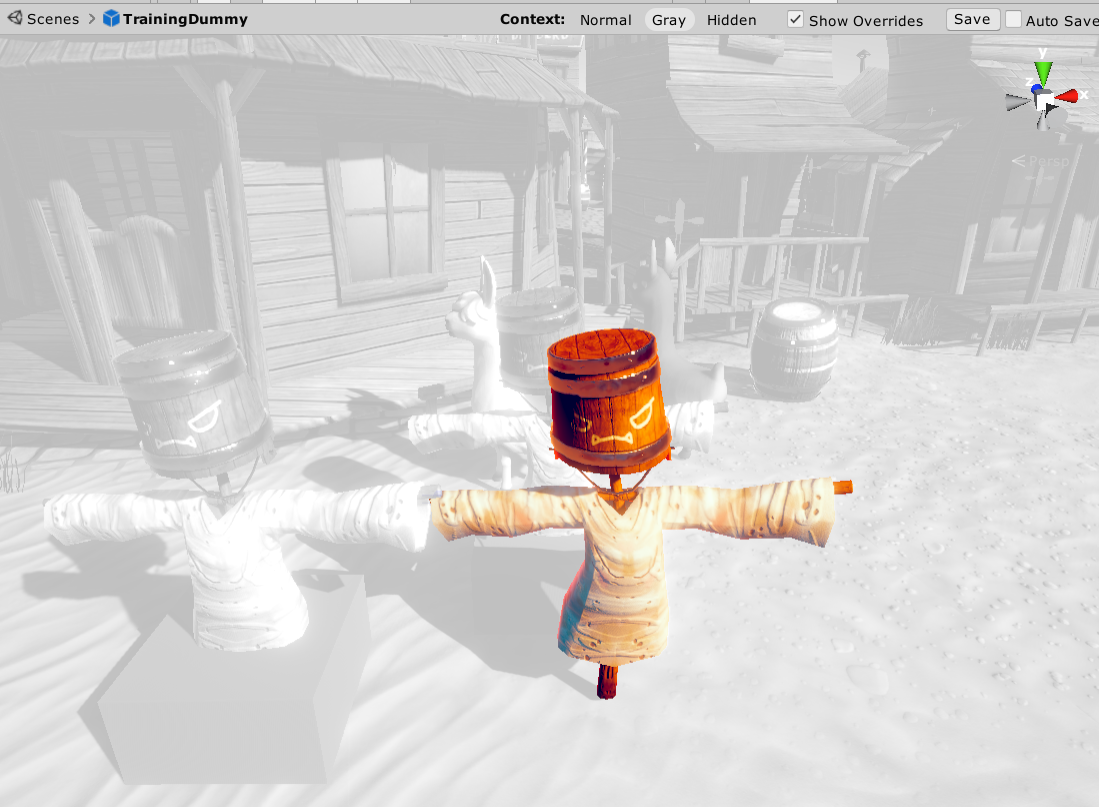 Scenes > TrainingDummy Context: Normal Gray Hidden Show Overrides Save Auto Save
y
z x
Persp